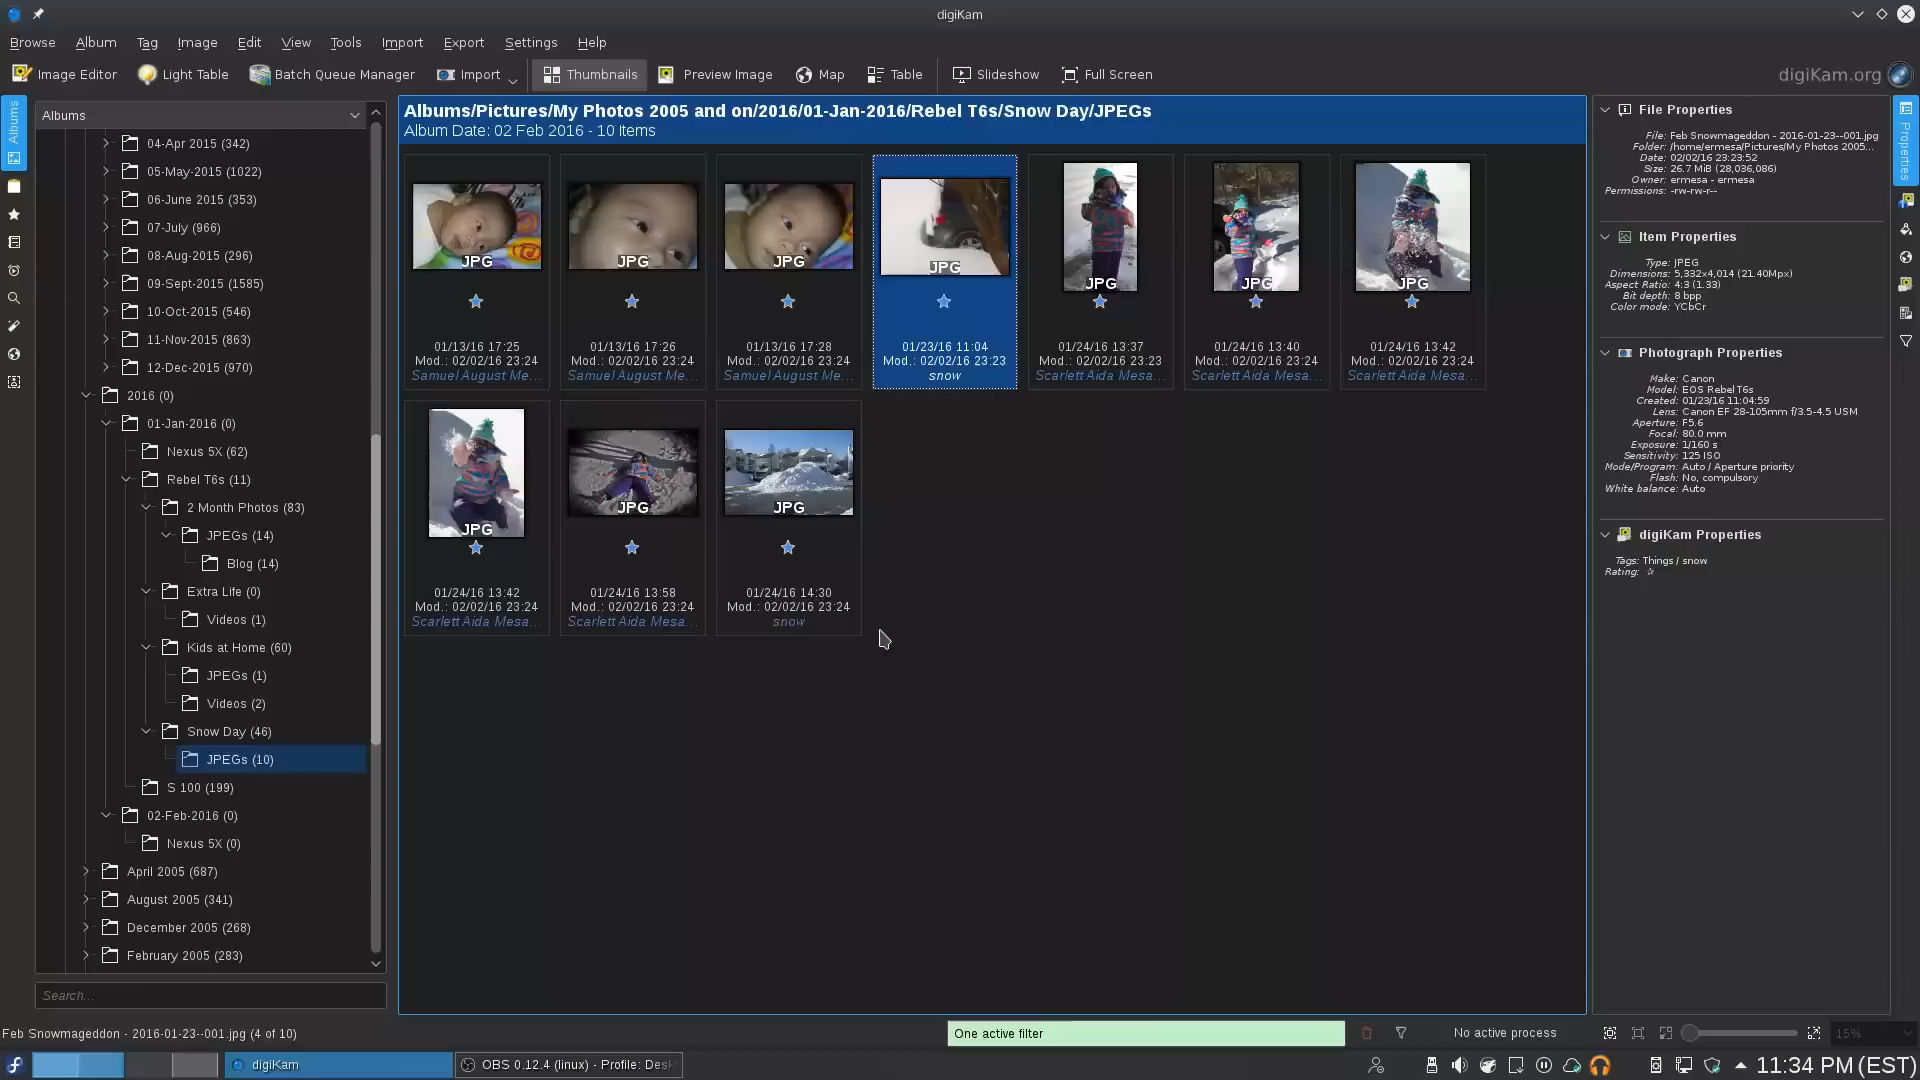 digiKam
Browse Album Tag Image Edit View Tools Import Export Settings Help
Image Editor Light Table Batch Queue Manager Import Thumbnails Preview Image Map Table Slideshow Full Screen digiKam.org
Albums
Albums
04-Apr 2015 (342)
05-May-2015 (1022)
06-June 2015 (353)
07-July (966)
08-Aug-2015 (296)
09-Sept-2015 (1585)
10-Oct-2015 (546)
11-Nov-2015 (863)
12-Dec-2015 (970)
2016 (0)
01-Jan-2016 (0)
Nexus 5X (62)
Rebel T6s (11)
2 Month Photos (83)
JPEGs (14)
Blog (14)
Extra Life (0)
Videos (1)
Kids at Home (60)
JPEGs (1)
Videos (2)
Snow Day (46)
JPEGs (10)
S 100 (199)
02-Feb-2016 (0)
Nexus 5X (0)
April 2005 (687)
August 2005 (341)
December 2005 (268)
February 2005 (283)
Search...
Albums/Pictures/My Photos 2005 and on/2016/01-Jan-2016/Rebel T6s/Snow Day/JPEGs
Album Date: 02 Feb 2016 - 10 Items
JPG JPG JPG JPG JPG JPG JPG
01/13/16 17:25 01/13/16 17:26 01/13/16 17:28 01/23/16 11:04 01/24/16 13:37 01/24/16 13:40 01/24/16 13:42
Mod.: 02/02/16 23:24 Mod.: 02/02/16 23:24 Mod.: 02/02/16 23:24 Mod.: 02/02/16 23:23 Mod.: 02/02/16 23:23 Mod.: 02/02/16 23:24 Mod.: 02/02/16 23:24
Samuel August Me... Samuel August Me... Samuel August Me... snow Scarlett Aida Mesa... Scarlett Aida Mesa... Scarlett Aida Mesa...
JPG JPG JPG
01/24/16 13:42 01/24/16 13:58 01/24/16 14:30
Mod.: 02/02/16 23:24 Mod.: 02/02/16 23:24 Mod.: 02/02/16 23:24
Scarlett Aida Mesa... Scarlett Aida Mesa... snow
File Properties
File: Feb Snowmageddon - 2016-01-23--001.jpg
Folder: /home/ermesa/Pictures/My Photos 2005...
Date: 02/02/16 23:23:52
Size: 26.7 MiB (28,036,086)
Owner: ermesa - ermesa
Permissions: -rw-rw-r--
Item Properties
Type: JPEG
Dimensions: 5,332x4,014 (21.40Mpx)
Aspect Ratio: 4:3 (1.33)
Bit depth: 8 bpp
Color mode: YCbCr
Photograph Properties
Make: Canon
Model: EOS Rebel T6s
Created: 01/23/16 11:04:59
Lens: Canon EF 28-105mm f/3.5-4.5 USM
Aperture: F5.6
Focal: 80.0 mm
Exposure: 1/160 s
Sensitivity: 125 ISO
Mode/Program: Auto / Aperture priority
Flash: No, compulsory
White balance: Auto
digiKam Properties
Tags: Things / snow
Rating:
Properties
Feb Snowmageddon - 2016-01-23--001.jpg (4 of 10) One active filter No active process 15%
digiKam OBS 0.12.4 (linux) - Profile: Desk 11:34 PM (EST)